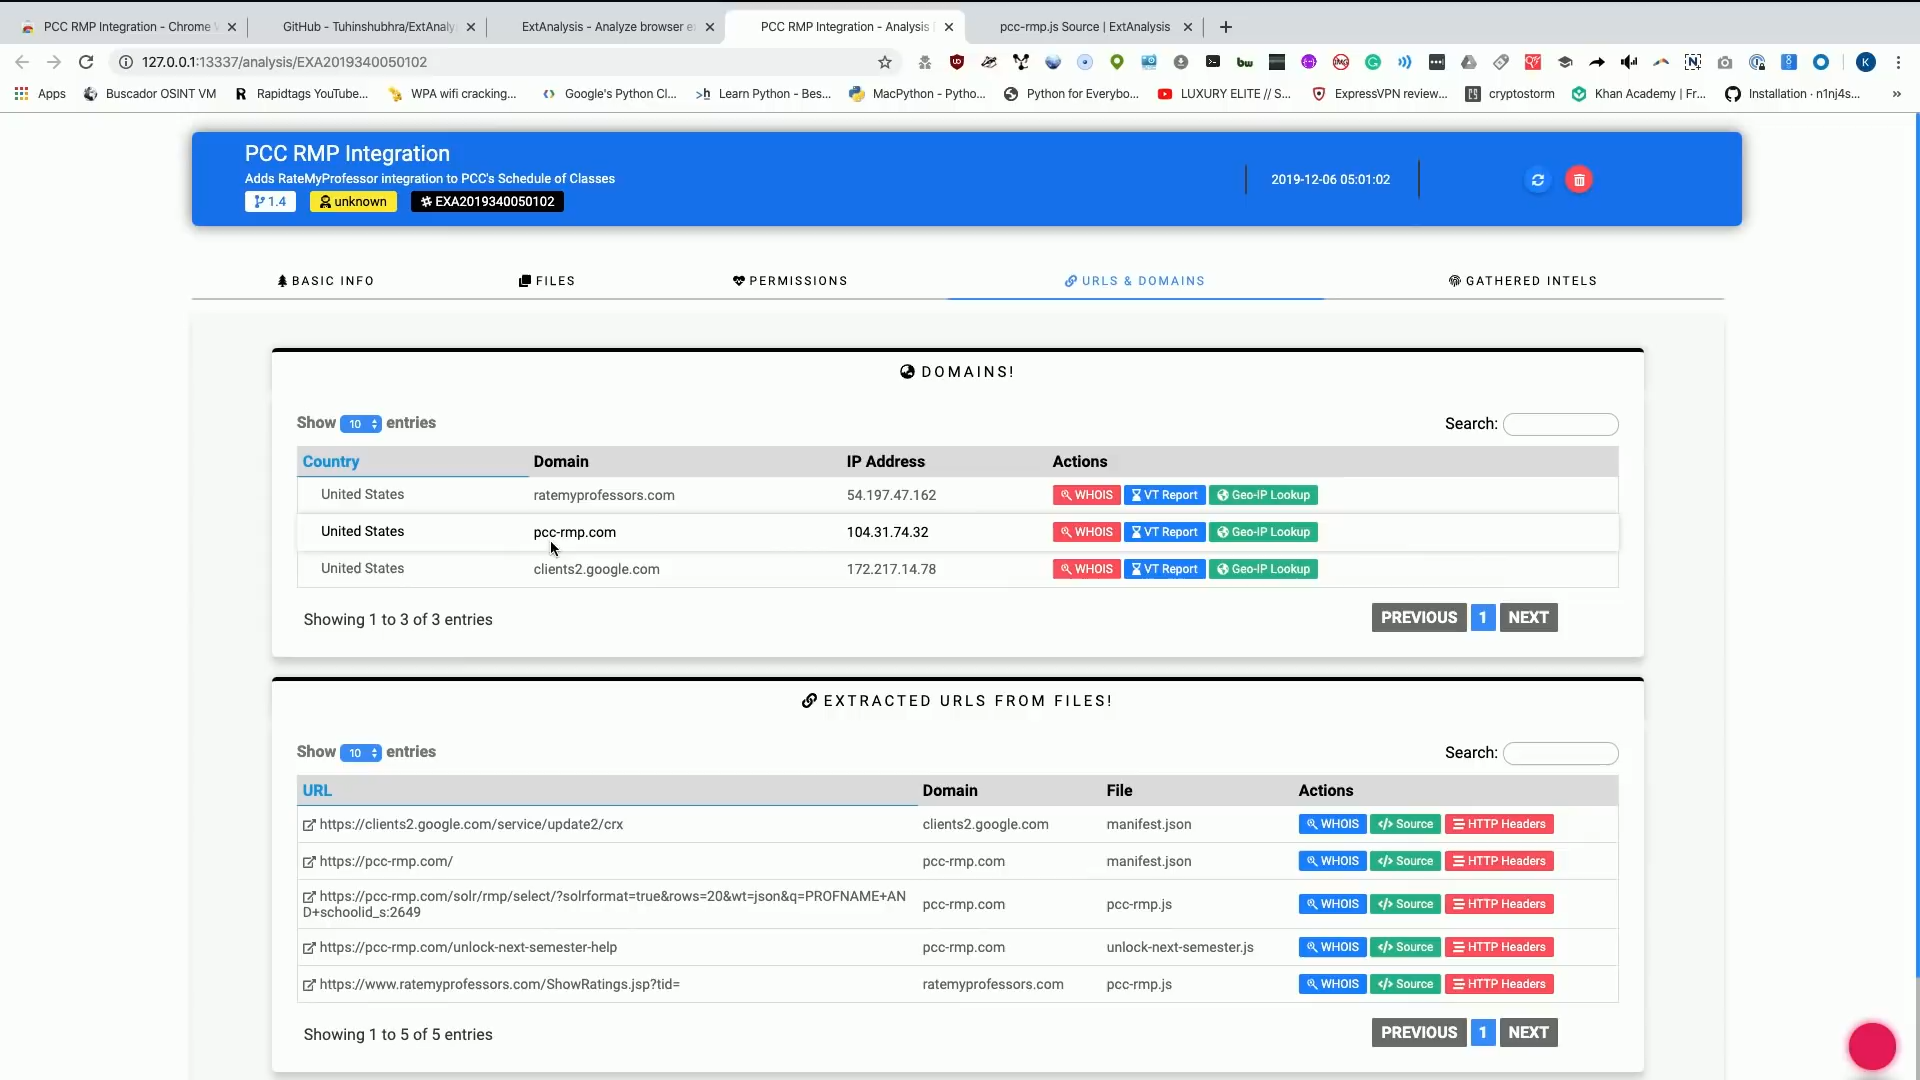 PCC RMP Integration - Chrome
GitHub - Tuhinshubhra/ExtAnaly
ExtAnalysis - Analyze browser e
PCC RMP Integration - Analysis
pcc-rmp.js Source | ExtAnalysis
127.0.0.1:13337/analysis/EXA2019340050102
Apps
Buscador OSINT VM
Rapidtags YouTube...
WPA wifi cracking...
Google's Python Cl...
Learn Python - Bes...
MacPython - Pytho...
Python for Everybo...
LUXURY ELITE // S...
ExpressVPN review...
cryptostorm
Khan Academy | Fr...
Installation · n1nj4s...
»
PCC RMP Integration
Adds RateMyProfessor integration to PCC's Schedule of Classes
1.4 unknown EXA2019340050102
2019-12-06 05:01:02
BASIC INFO
FILES
PERMISSIONS
URLS & DOMAINS
GATHERED INTELS
DOMAINS!
Show 10 entries
Search:
Country Domain IP Address Actions
United States ratemyprofessors.com 54.197.47.162 WHOIS VT Report Geo-IP Lookup
United States pcc-rmp.com 104.31.74.32 WHOIS VT Report Geo-IP Lookup
United States clients2.google.com 172.217.14.78 WHOIS VT Report Geo-IP Lookup
Showing 1 to 3 of 3 entries
PREVIOUS 1 NEXT
EXTRACTED URLS FROM FILES!
Show 10 entries
Search:
URL Domain File Actions
https://clients2.google.com/service/update2/crx clients2.google.com manifest.json WHOIS Source HTTP Headers
https://pcc-rmp.com/ pcc-rmp.com manifest.json WHOIS Source HTTP Headers
https://pcc-rmp.com/solr/rmp/select/?solrformat=true&rows=20&wt=json&q=PROFNAME+AN
D+schoolid_s:2649 pcc-rmp.com pcc-rmp.js WHOIS Source HTTP Headers
https://pcc-rmp.com/unlock-next-semester-help pcc-rmp.com unlock-next-semester.js WHOIS Source HTTP Headers
https://www.ratemyprofessors.com/ShowRatings.jsp?tid= ratemyprofessors.com pcc-rmp.js WHOIS Source HTTP Headers
Showing 1 to 5 of 5 entries
PREVIOUS 1 NEXT